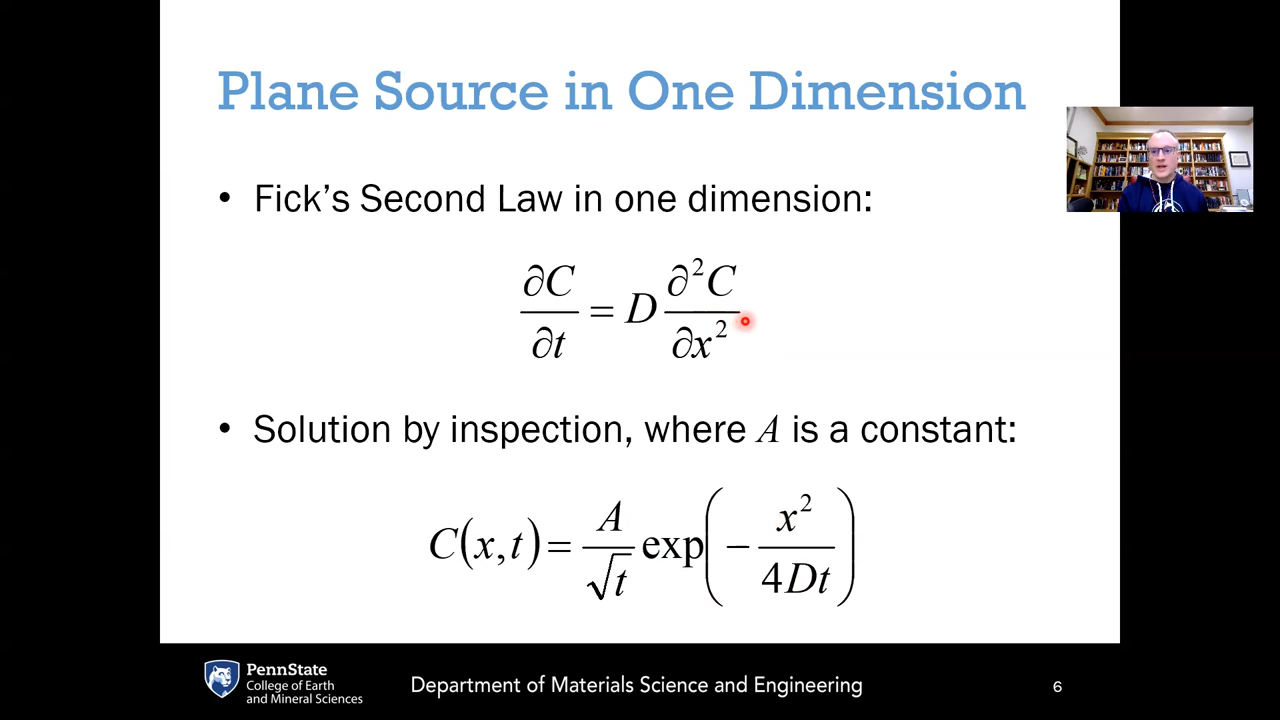 Plane Source in One Dimension
• Fick's Second Law in one dimension:
∂C/∂t = D ∂²C/∂x²
• Solution by inspection, where A is a constant:
C(x,t) = A/√t exp(− x²/4Dt)
PennState
College of Earth
and Mineral Sciences
Department of Materials Science and Engineering
6